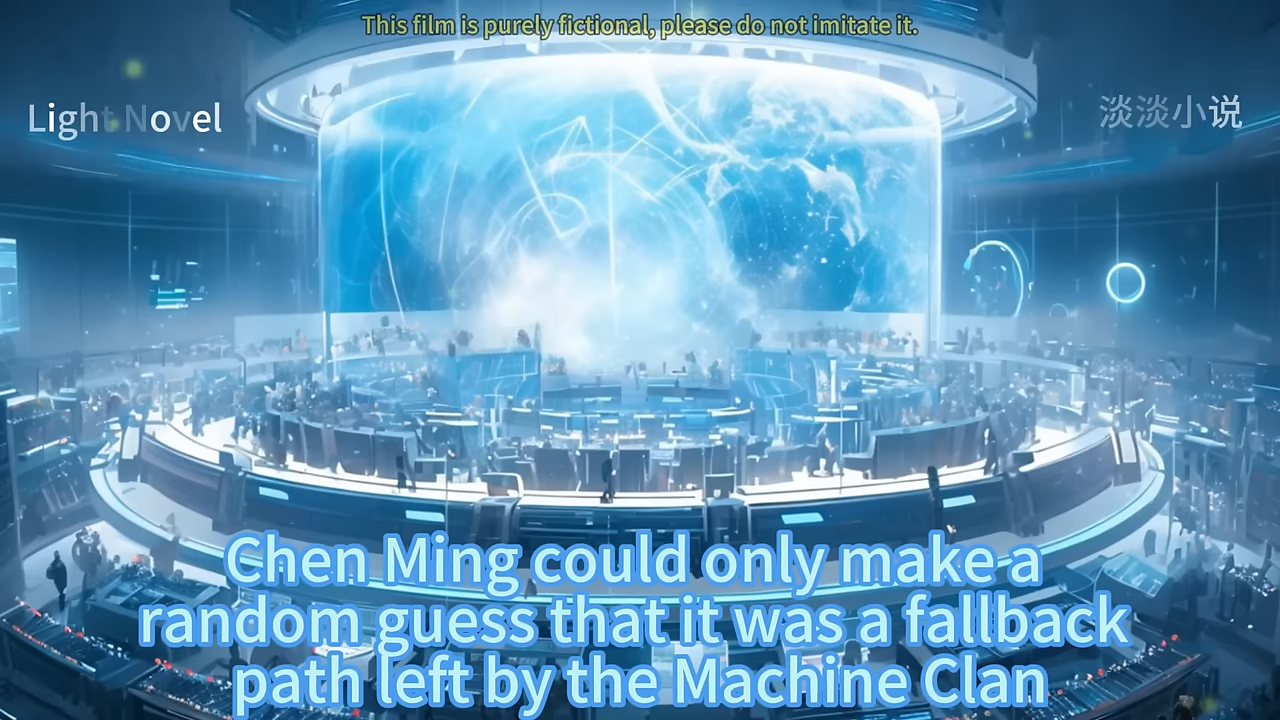 This film is purely fictional, please do not imitate it.
Light Novel
淡淡小说
Chen Ming could only make a
random guess that it was a fallback
path left by the Machine Clan